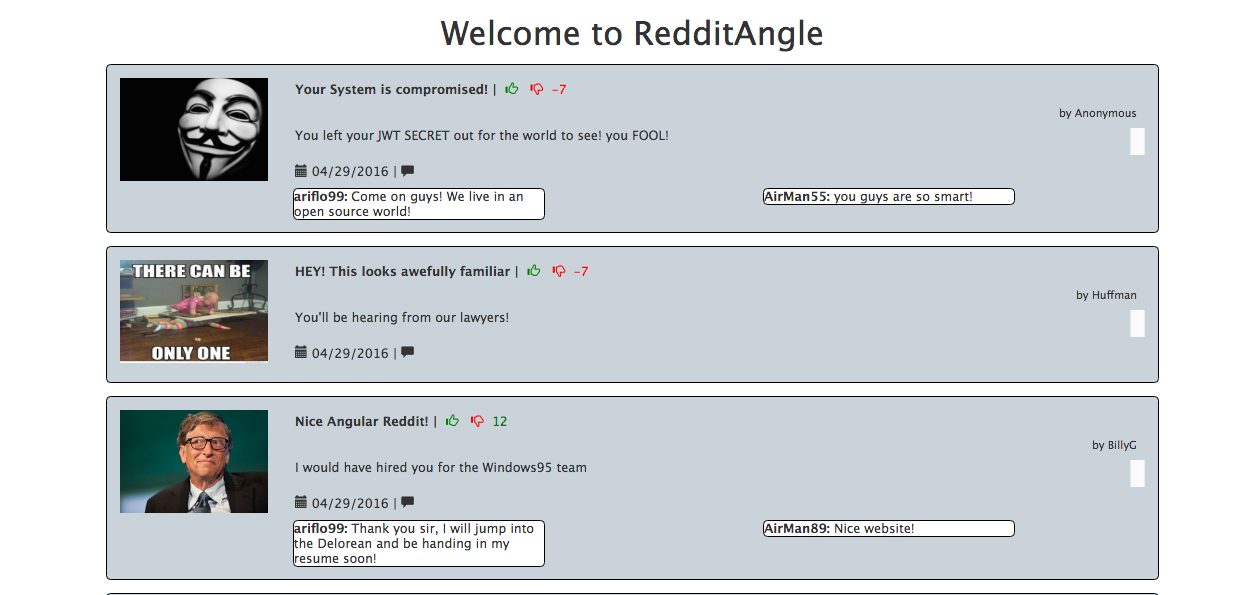 Welcome to RedditAngle
Your System is compromised! | -7
by Anonymous
You left your JWT SECRET out for the world to see! you FOOL!
04/29/2016 |
ariflo99: Come on guys! We live in an
open source world!
AirMan55: you guys are so smart!
THERE CAN BE
ONLY ONE
HEY! This looks awefully familiar | -7
by Huffman
You'll be hearing from our lawyers!
04/29/2016 |
Nice Angular Reddit! | 12
by BillyG
I would have hired you for the Windows95 team
04/29/2016 |
ariflo99: Thank you sir, I will jump into
the Delorean and be handing in my
resume soon!
AirMan89: Nice website!